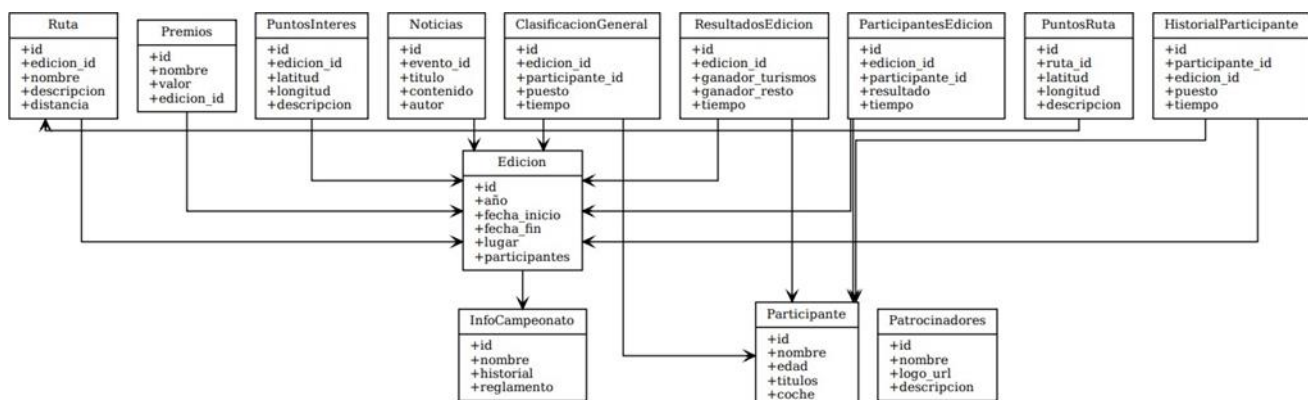 Ruta
+id
+edicion_id
+nombre
+descripcion
+distancia
Premios
+id
+nombre
+valor
+edicion_id
PuntosInteres
+id
+edicion_id
+latitud
+longitud
+descripcion
Noticias
+id
+evento_id
+titulo
+contenido
+autor
ClasificacionGeneral
+id
+edicion_id
+participante_id
+puesto
+tiempo
ResultadosEdicion
+id
+edicion_id
+ganador_turismos
+ganador_resto
+tiempo
ParticipantesEdicion
+id
+edicion_id
+participante_id
+resultado
+tiempo
PuntosRuta
+id
+ruta_id
+latitud
+longitud
+descripcion
HistorialParticipante
+id
+participante_id
+edicion_id
+puesto
+tiempo
Edicion
+id
+año
+fecha_inicio
+fecha_fin
+lugar
+participantes
InfoCampeonato
+id
+nombre
+historial
+reglamento
Participante
+id
+nombre
+edad
+titulos
+coche
Patrocinadores
+id
+nombre
+logo_url
+descripcion